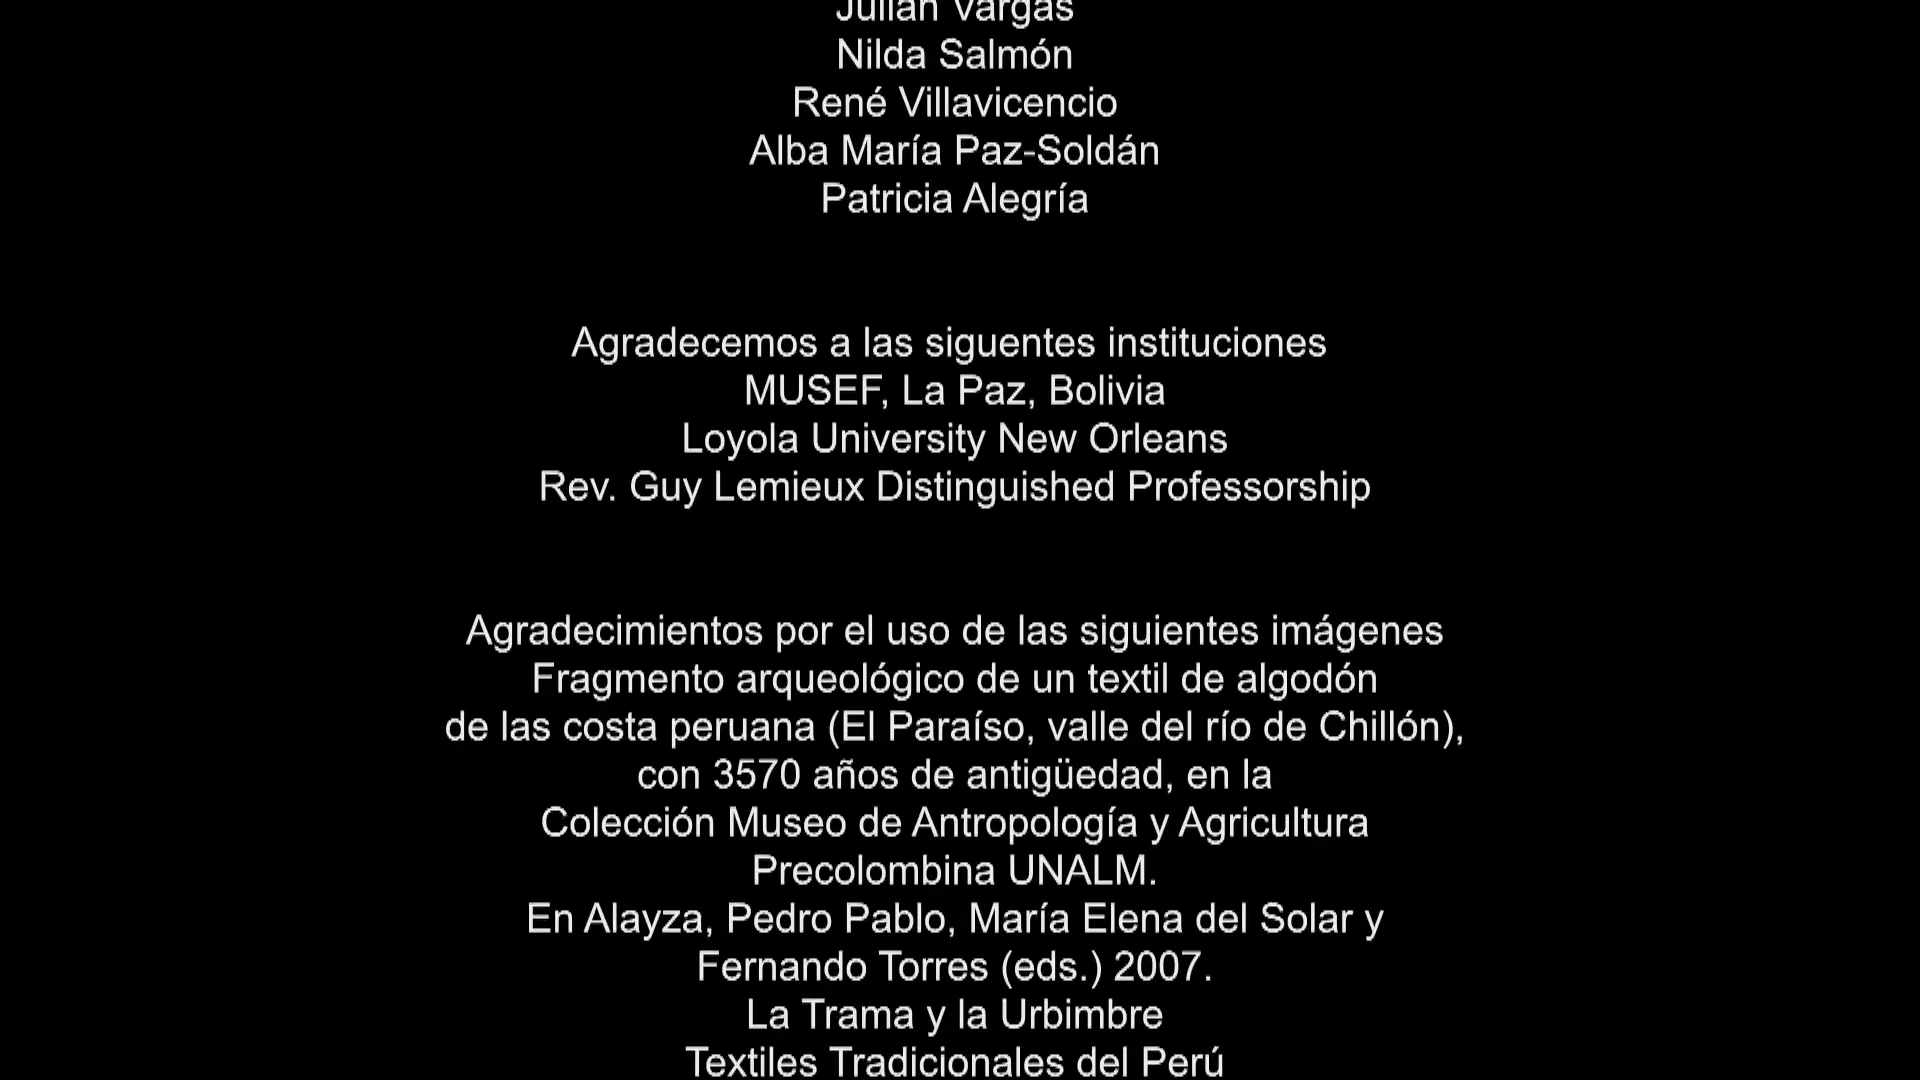 Julián Vargas
Nilda Salmón
René Villavicencio
Alba María Paz-Soldán
Patricia Alegría
Agradecemos a las siguentes instituciones
MUSEF, La Paz, Bolivia
Loyola University New Orleans
Rev. Guy Lemieux Distinguished Professorship
Agradecimientos por el uso de las siguientes imágenes
Fragmento arqueológico de un textil de algodón
de las costa peruana (El Paraíso, valle del río de Chillón),
con 3570 años de antigüedad, en la
Colección Museo de Antropología y Agricultura
Precolombina UNALM.
En Alayza, Pedro Pablo, María Elena del Solar y
Fernando Torres (eds.) 2007.
La Trama y la Urbimbre
Textiles Tradicionales del Perú